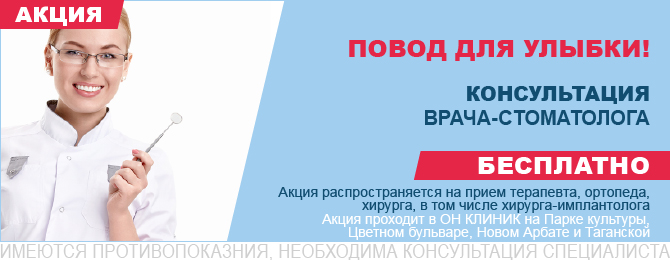 АКЦИЯ
ПОВОД ДЛЯ УЛЫБКИ!
КОНСУЛЬТАЦИЯ
ВРАЧА-СТОМАТОЛОГА
БЕСПЛАТНО
Акция распространяется на прием терапевта, ортопеда,
хирурга, в том числе хирурга-имплантолога
Акция проходит в ОН КЛИНИК на Парке культуры,
Цветном бульваре, Новом Арбате и Таганской
ИМЕЮТСЯ ПРОТИВОПОКАЗНИЯ, НЕОБХОДИМА КОНСУЛЬТАЦИЯ СПЕЦИАЛИСТА